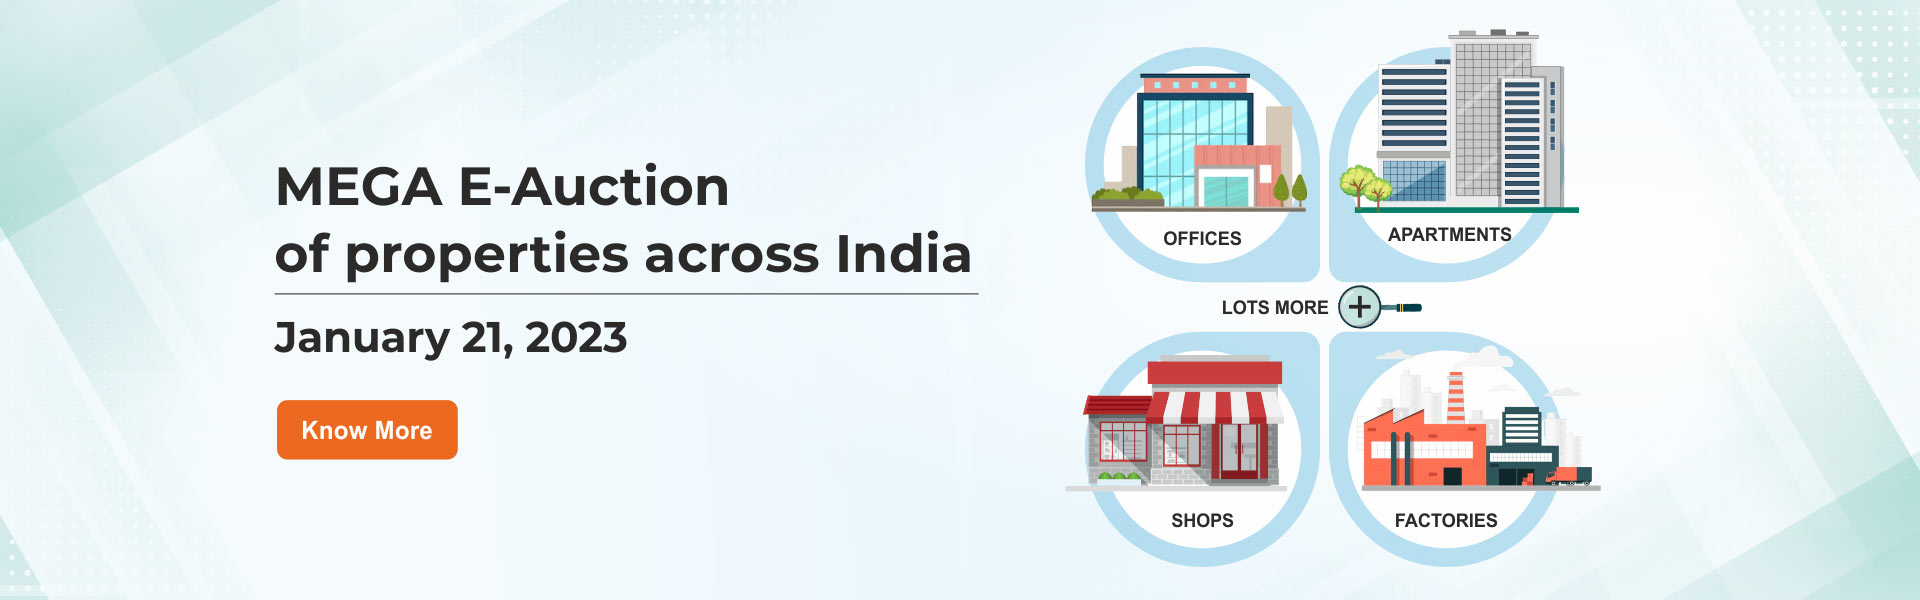 MEGA E-Auction
of properties across India
January 21, 2023
Know More
OFFICES
APARTMENTS
LOTS MORE
SHOPS
FACTORIES